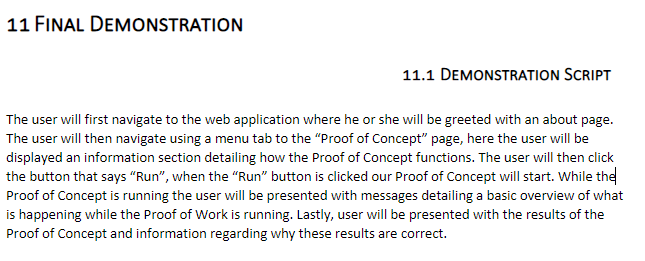 11 FINAL DEMONSTRATION
11.1 DEMONSTRATION SCRIPT
The user will first navigate to the web application where he or she will be greeted with an about page.
The user will then navigate using a menu tab to the “Proof of Concept” page, here the user will be
displayed an information section detailing how the Proof of Concept functions. The user will then click
the button that says “Run”, when the “Run” button is clicked our Proof of Concept will start. While the
Proof of Concept is running the user will be presented with messages detailing a basic overview of what
is happening while the Proof of Work is running. Lastly, user will be presented with the results of the
Proof of Concept and information regarding why these results are correct.